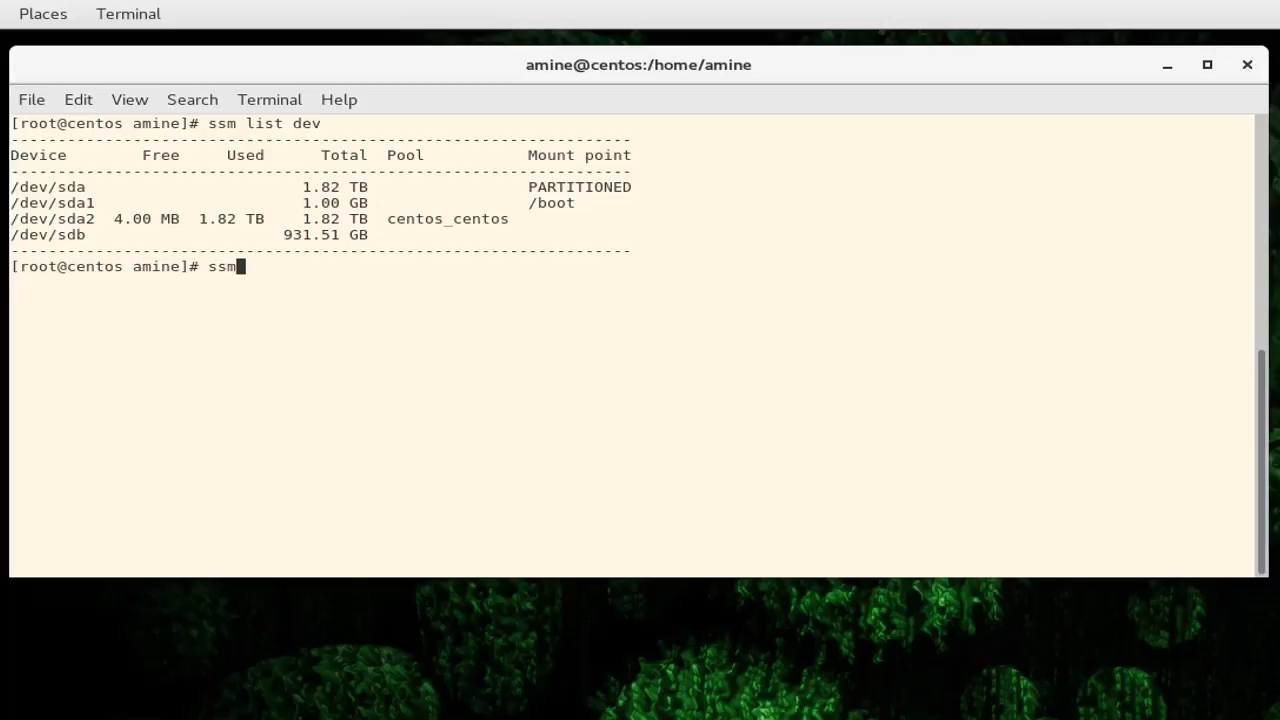 Places Terminal
amine@centos:/home/amine
File Edit View Search Terminal Help
[root@centos amine]# ssm list dev
------------------------------------------------------------------
Device        Free     Used      Total  Pool           Mount point
------------------------------------------------------------------
/dev/sda                       1.82 TB                 PARTITIONED
/dev/sda1                      1.00 GB                 /boot
/dev/sda2  4.00 MB  1.82 TB    1.82 TB  centos_centos
/dev/sdb                     931.51 GB
------------------------------------------------------------------
[root@centos amine]# ssm